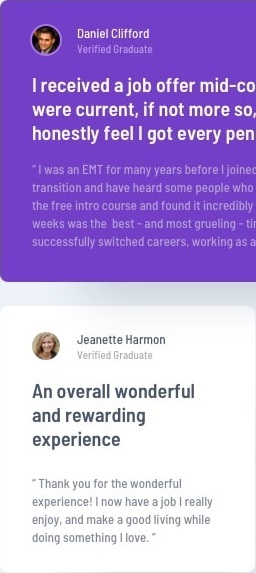 Daniel Clifford
Verified Graduate
I received a job offer mid-co
were current, if not more so,
honestly feel I got every pen
“ I was an EMT for many years before I joined
transition and have heard some people who
the free intro course and found it incredibly
weeks was the best - and most grueling - ti
successfully switched careers, working as a
Jeanette Harmon
Verified Graduate
An overall wonderful
and rewarding
experience
“ Thank you for the wonderful
experience! I now have a job I really
enjoy, and make a good living while
doing something I love. ”